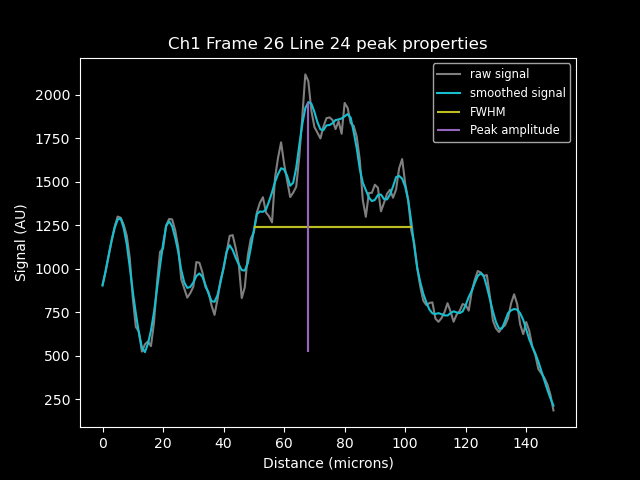 Ch1 Frame 26 Line 24 peak properties
raw signal
smoothed signal
FWHM
Peak amplitude
Signal (AU)
2000
1750
1500
1250
1000
750
500
250
0 20 40 60 80 100 120 140
Distance (microns)